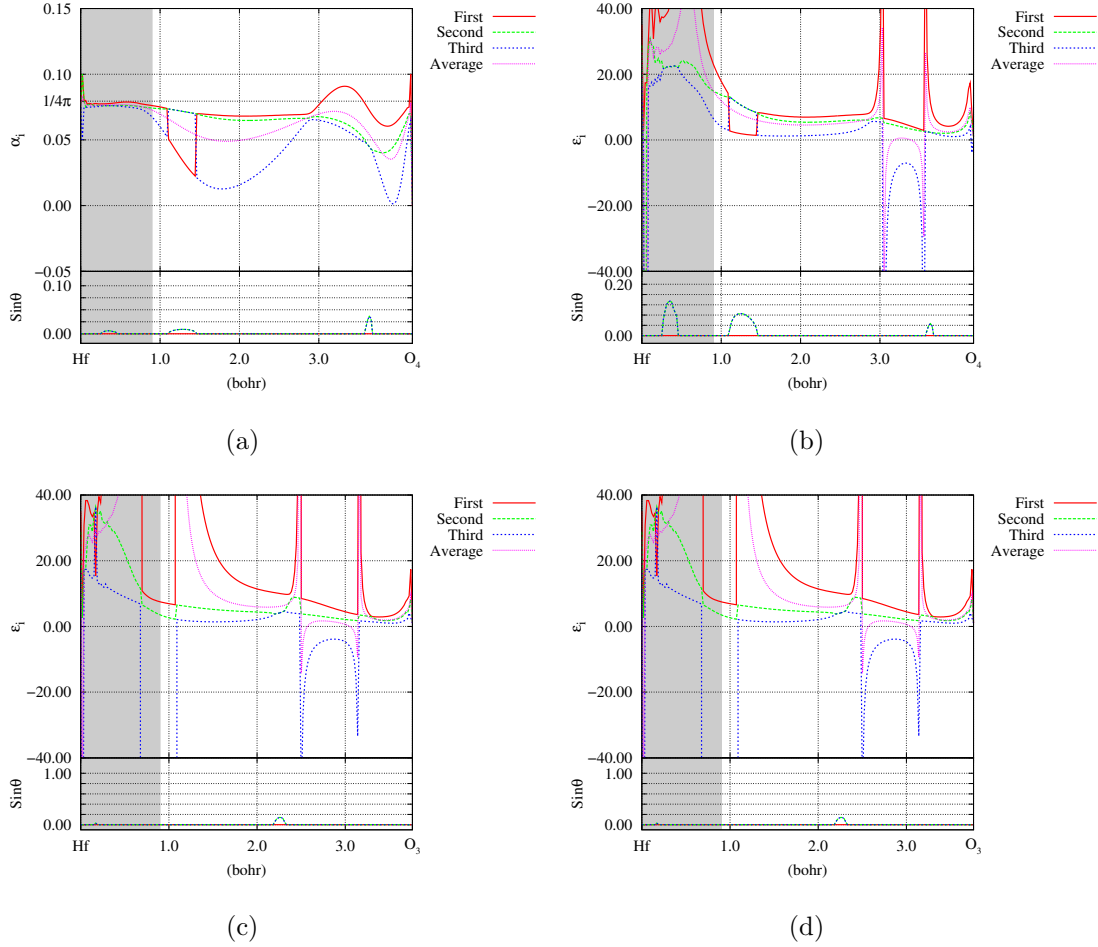 0.15
0.10
1/4π
0.05
0.00
−0.05
α_i
First
Second
Third
Average
0.10
0.00
Sinθ
Hf 1.0 2.0 3.0 O_4
(bohr)
(a)
40.00
20.00
0.00
−20.00
−40.00
ε_i
First
Second
Third
Average
0.20
0.00
Sinθ
Hf 1.0 2.0 3.0 O_4
(bohr)
(b)
40.00
20.00
0.00
−20.00
−40.00
ε_i
First
Second
Third
Average
1.00
0.00
Sinθ
Hf 1.0 2.0 3.0 O_3
(bohr)
(c)
40.00
20.00
0.00
−20.00
−40.00
ε_i
First
Second
Third
Average
1.00
0.00
Sinθ
Hf 1.0 2.0 3.0 O_3
(bohr)
(d)